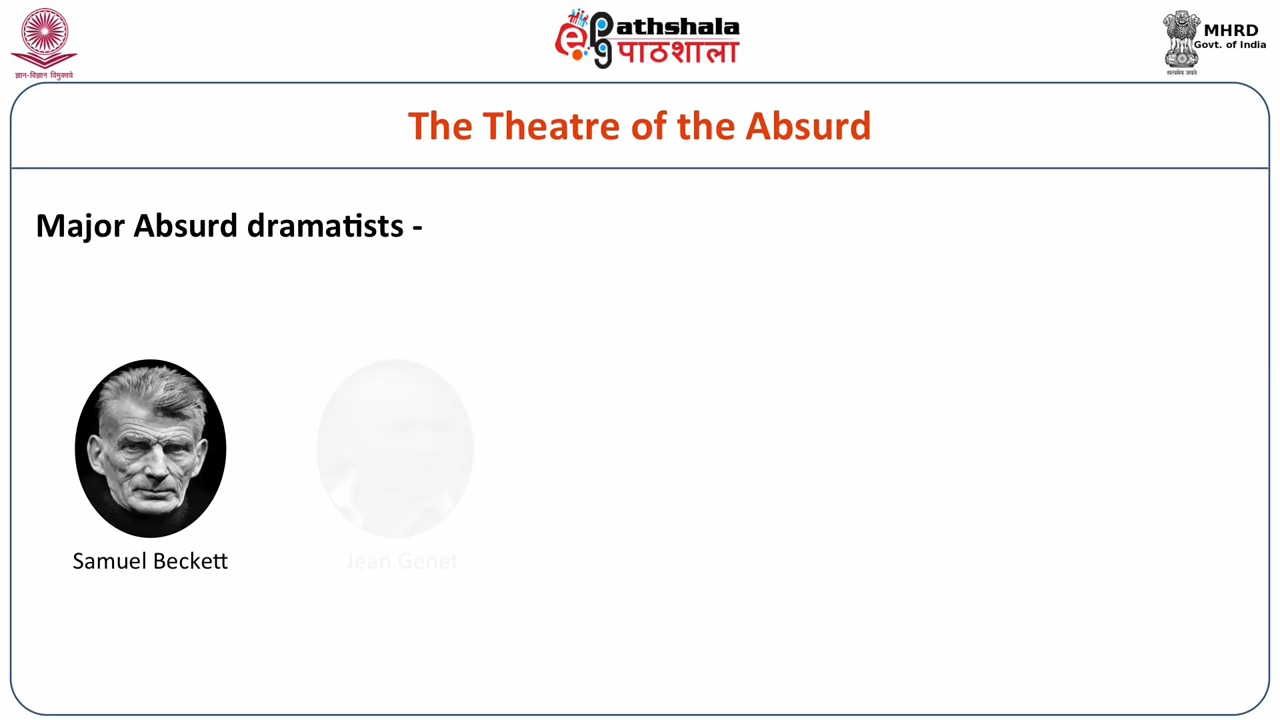 ज्ञान-विज्ञान विमुक्तये
e Pathshala
pg पाठशाला
MHRD
Govt. of India
सत्यमेव जयते
The Theatre of the Absurd
Major Absurd dramatists -
Samuel Beckett
Jean Genet